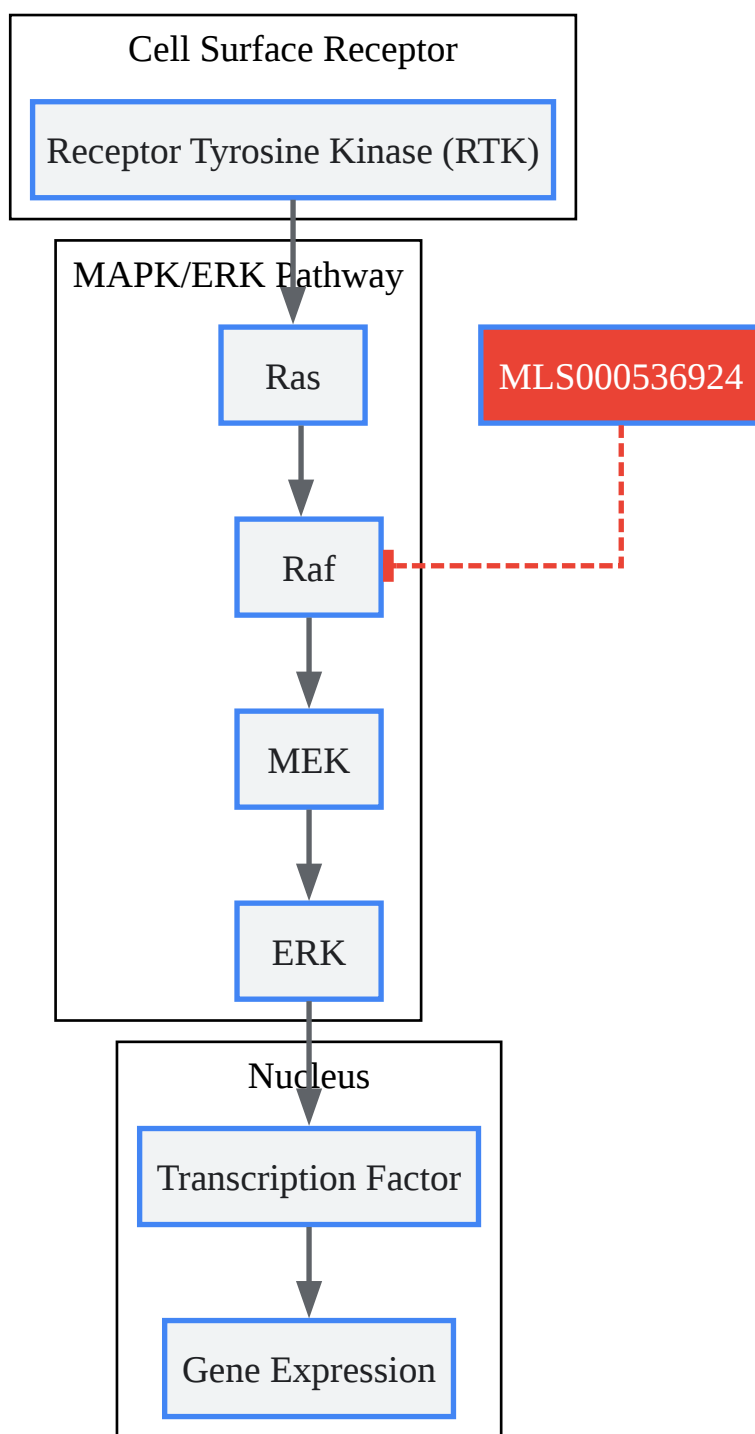 Cell Surface Receptor
Receptor Tyrosine Kinase (RTK)
MAPK/ERK Pathway
Ras
MLS000536924
Raf
MEK
ERK
Nucleus
Transcription Factor
Gene Expression